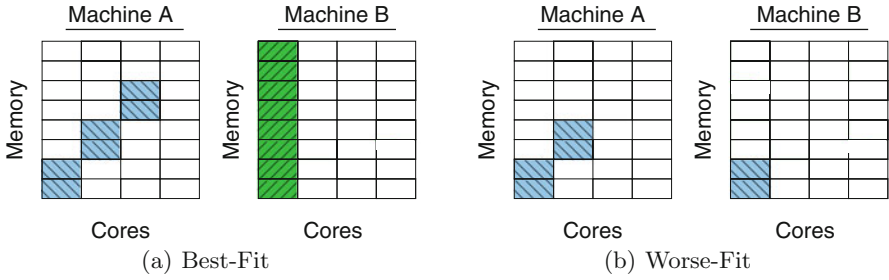 Machine A Machine B Machine A Machine B
Memory Memory Memory Memory
Cores Cores Cores Cores
(a) Best-Fit (b) Worse-Fit